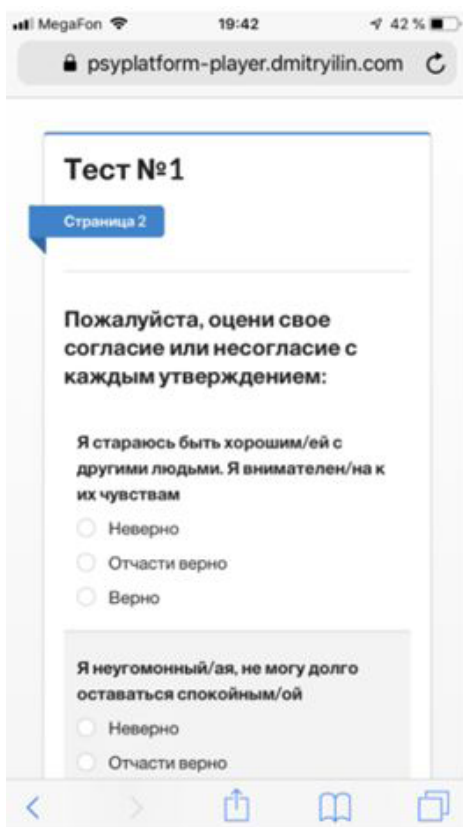 MegaFon 19:42 42 %
psyplatform-player.dmitryilin.com
Тест №1
Страница 2
Пожалуйста, оцени свое
согласие или несогласие с
каждым утверждением:
Я стараюсь быть хорошим/ей с
другими людьми. Я внимателен/на к
их чувствам
Неверно
Отчасти верно
Верно
Я неугомонный/ая, не могу долго
оставаться спокойным/ой
Неверно
Отчасти верно